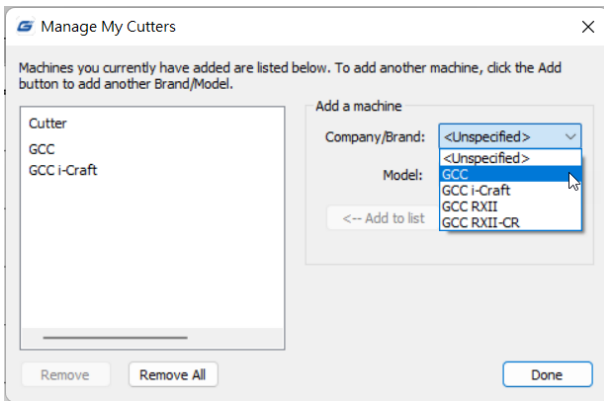 Manage My Cutters
Machines you currently have added are listed below. To add another machine, click the Add
button to add another Brand/Model.
Cutter
GCC
GCC i-Craft
Add a machine
Company/Brand: <Unspecified>
<Unspecified>
GCC
GCC i-Craft
GCC RXII
GCC RXII-CR
Model:
<-- Add to list
Remove
Remove All
Done